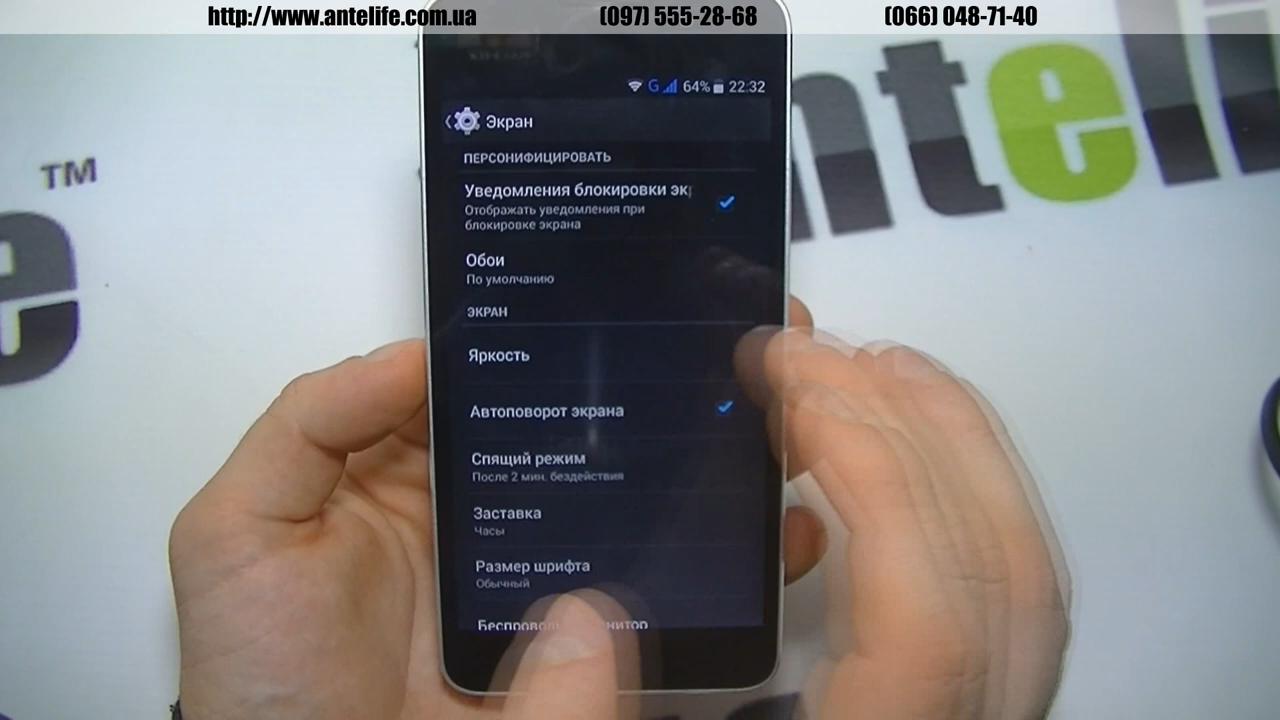 http://www.antelife.com.ua (097) 555-28-68 (066) 048-71-40
G 64% 22:32
Экран
ПЕРСОНИФИЦИРОВАТЬ
Уведомления блокировки эк
Отображать уведомления при
блокировке экрана
Обои
По умолчанию
ЭКРАН
Яркость
Автоповорот экрана
Спящий режим
После 2 мин. бездействия
Заставка
Часы
Размер шрифта
Обычный
TM
e
nteli